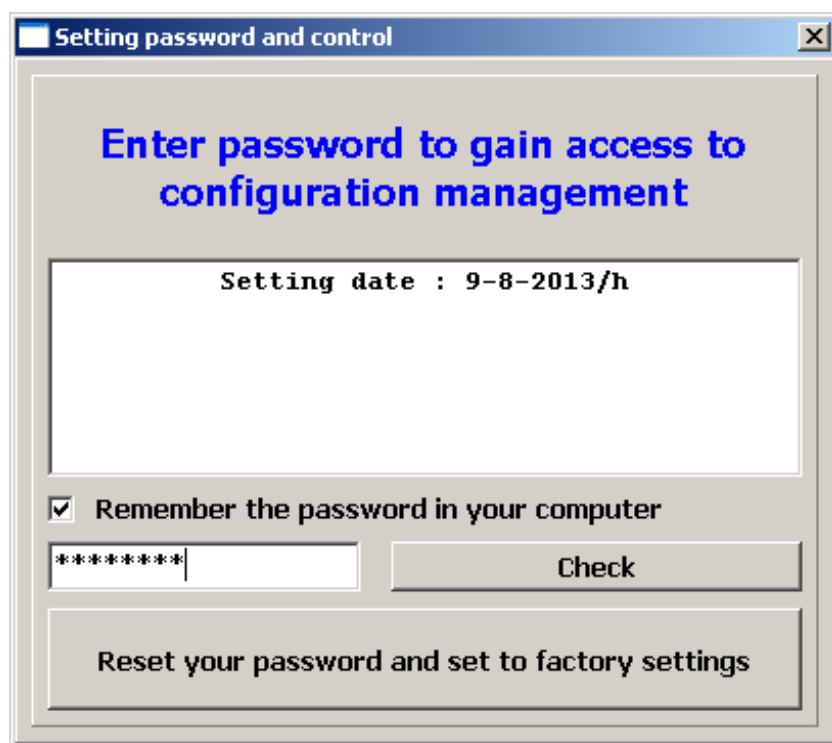 Setting password and control
Enter password to gain access to
configuration management
Setting date : 9-8-2013/h
Remember the password in your computer
********
Check
Reset your password and set to factory settings